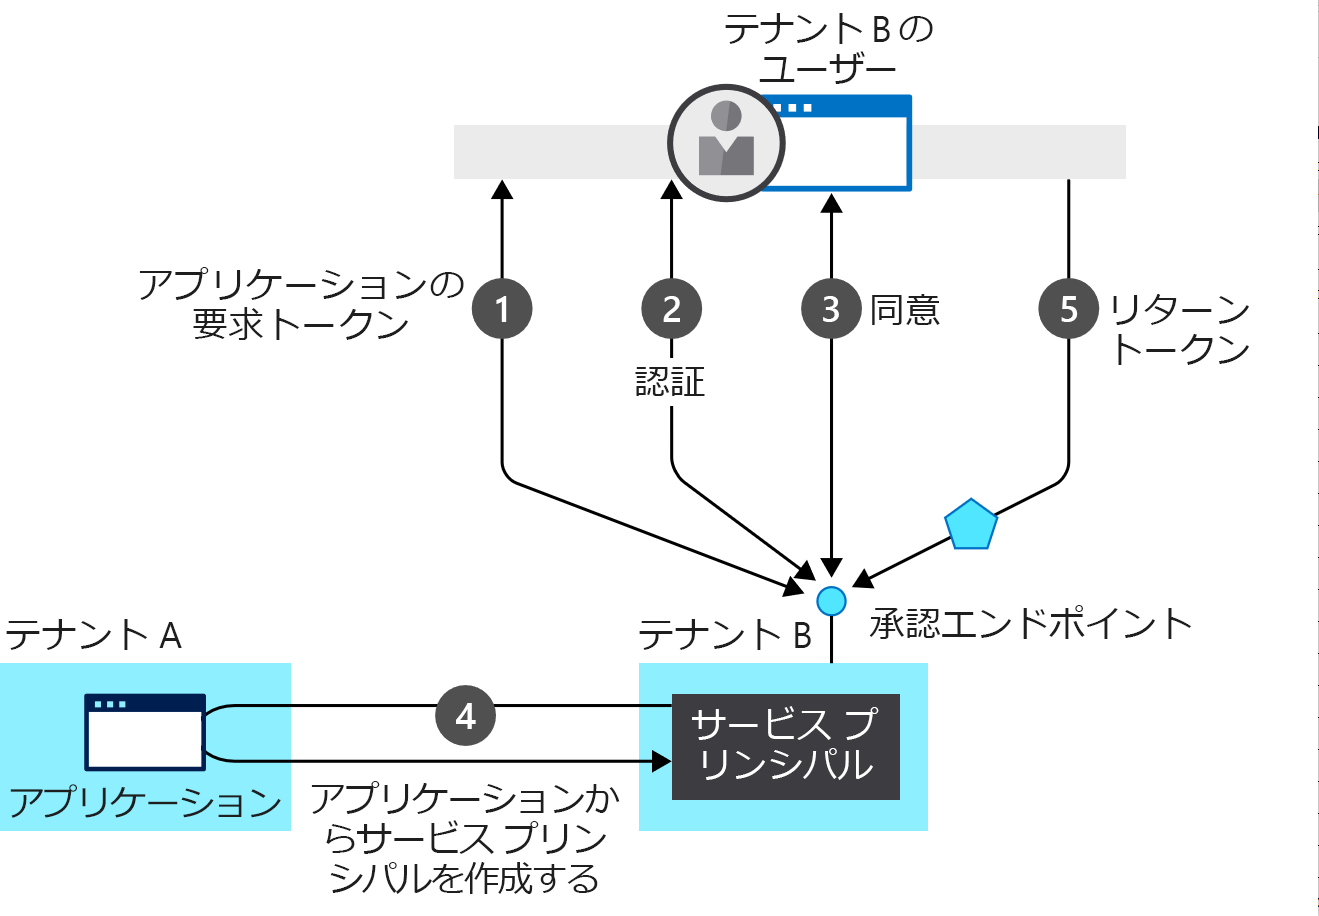 テナント B の
ユーザー
アプリケーションの
要求トークン
1
2
3
同意
5
リターン
トークン
認証
テナント A
テナント B
承認エンドポイント
4
サービス プ
リンシパル
アプリケーション
アプリケーションか
らサービス プリン
シパルを作成する